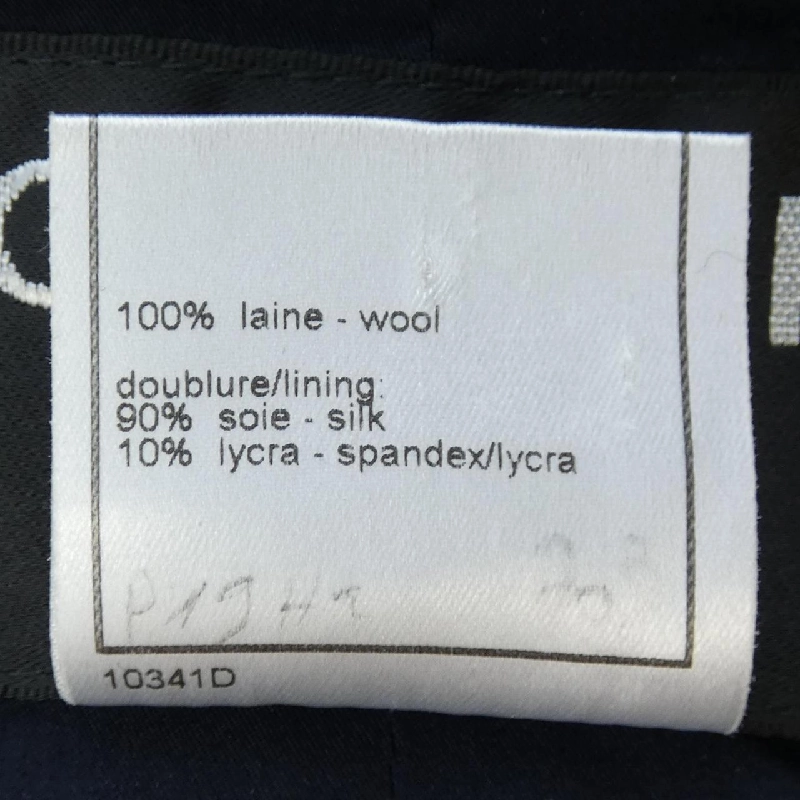 100% laine - wool
doublure/lining:
90% soie - silk
10% lycra - spandex/lycra
10341D